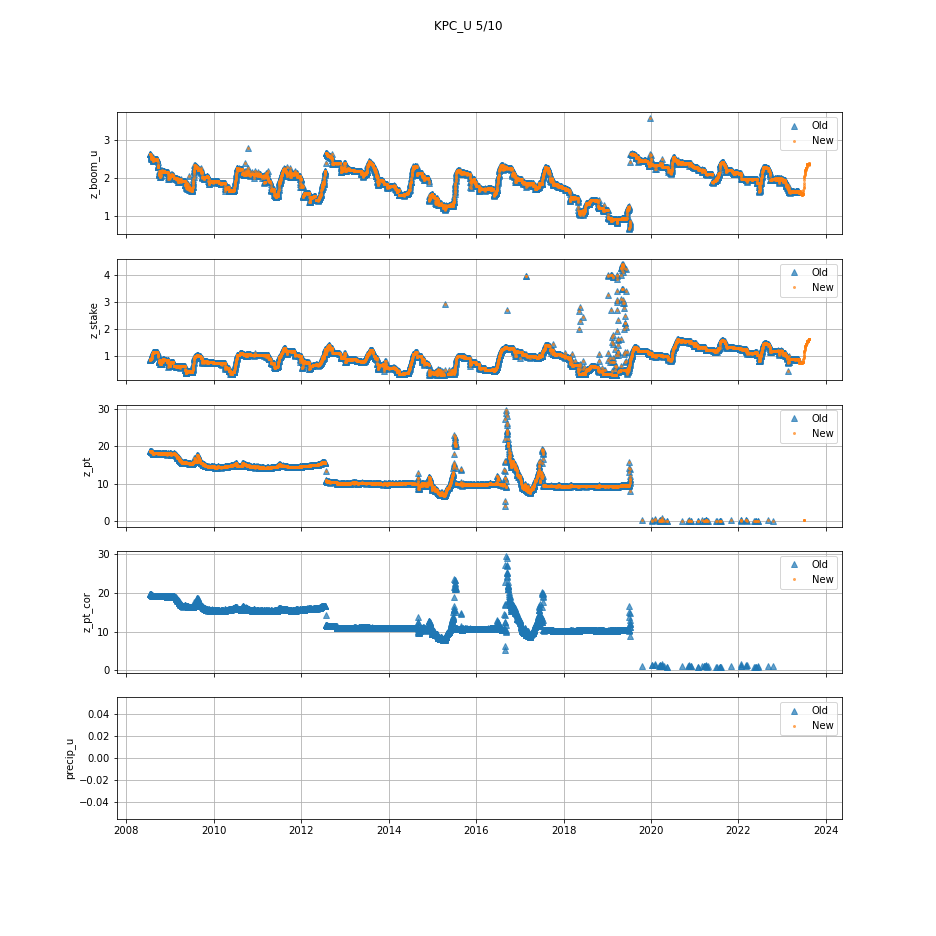 KPC_U 5/10
z_boom_u
3
2
1
Old
New
z_stake
4
3
2
1
Old
New
z_pt
30
20
10
0
Old
New
z_pt_cor
30
20
10
0
Old
New
precip_u
0.04
0.02
0.00
−0.02
−0.04
Old
New
2008 2010 2012 2014 2016 2018 2020 2022 2024